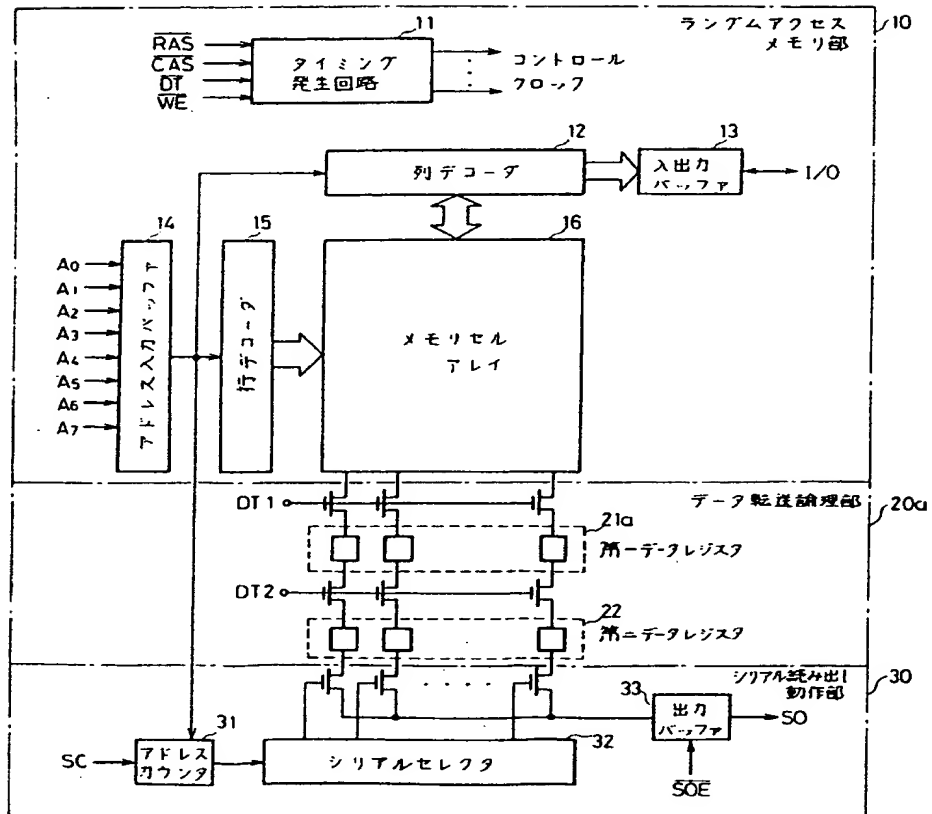 ランダムアクセス
メモリ部
10
11
RAS
CAS
DT
WE
タイミング
発生回路
コントロール
クロック
12
列デコーダ
13
入出力
バッファ
I/O
14
15
16
A0
A1
A2
A3
A4
A5
A6
A7
アドレス入力バッファ
行デコーダ
メモリセル
アレイ
DT1
データ転送論理部
20a
21a
第一データレジスタ
DT2
22
第二データレジスタ
シリアル読み出し
動作部
30
31
SC
アドレス
カウンタ
32
シリアルセレクタ
33
出力
バッファ
SO
SOE